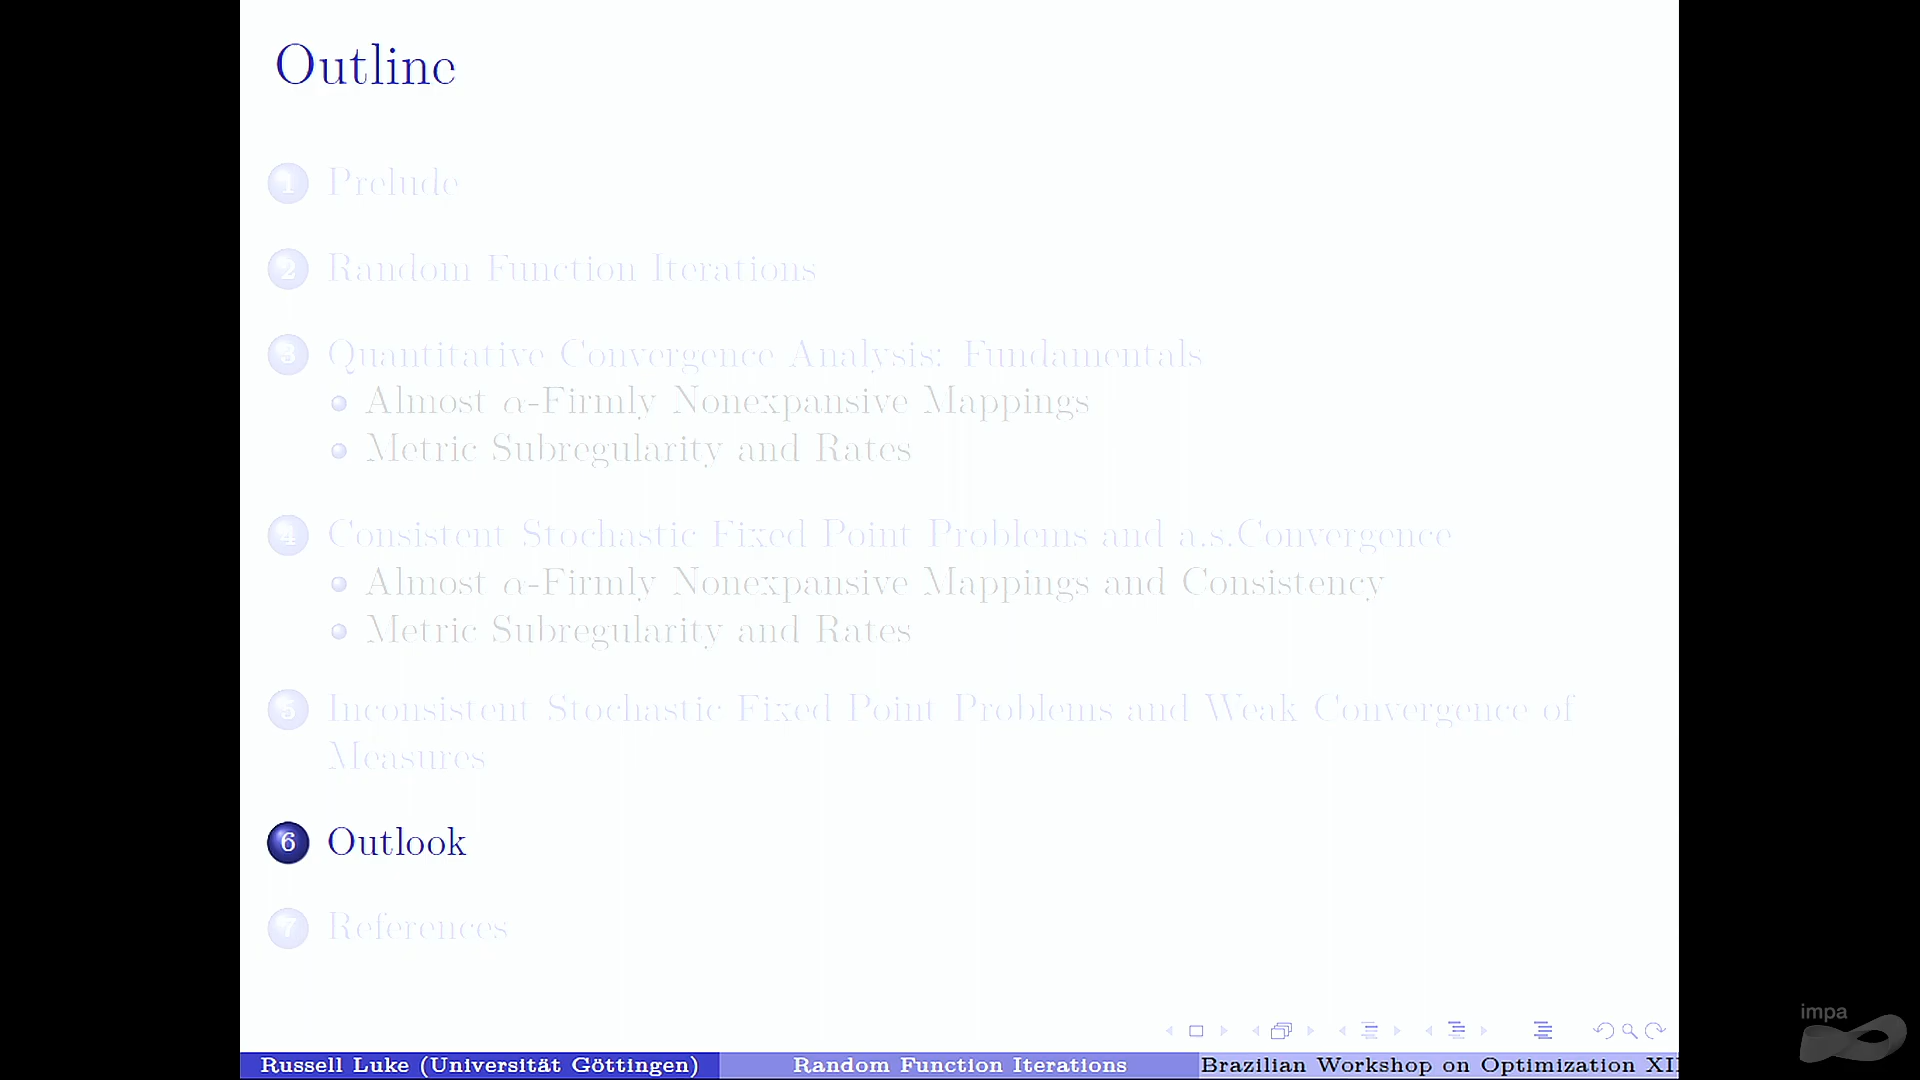 Outline
1 Prelude
2 Random Function Iterations
3 Quantitative Convergence Analysis: Fundamentals
Almost α-Firmly Nonexpansive Mappings
Metric Subregularity and Rates
4 Consistent Stochastic Fixed Point Problems and a.s.Convergence
Almost α-Firmly Nonexpansive Mappings and Consistency
Metric Subregularity and Rates
5 Inconsistent Stochastic Fixed Point Problems and Weak Convergence of
Measures
6 Outlook
7 References
impa
Russell Luke (Universität Göttingen) Random Function Iterations Brazilian Workshop on Optimization